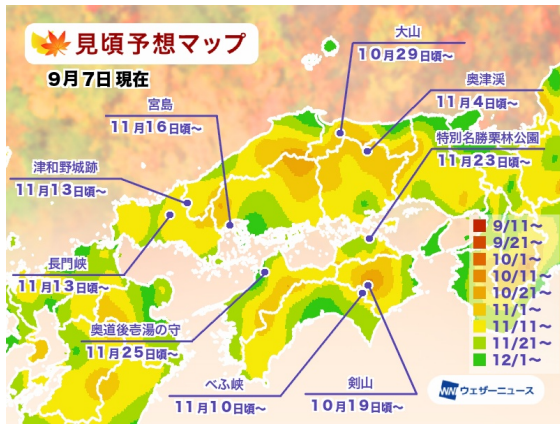 見頃予想マップ
9月7日 現在
大山
10月29日頃〜
奥津渓
11月4日頃〜
宮島
11月16日頃〜
特別名勝栗林公園
11月23日頃〜
津和野城跡
11月13日頃〜
長門峡
11月13日頃〜
奥道後壱湯の守
11月25日頃〜
べふ峡
11月10日頃〜
剣山
10月19日頃〜
9/11〜
9/21〜
10/1〜
10/11〜
10/21〜
11/1〜
11/11〜
11/21〜
12/1〜
WNI ウェザーニュース